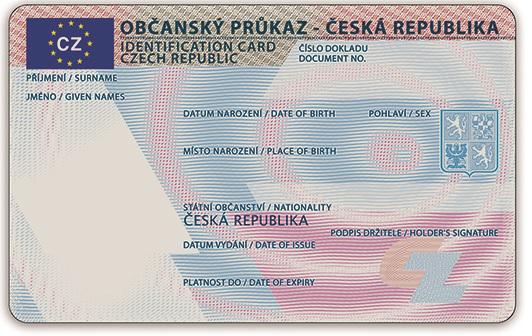 OBČANSKÝ PRŮKAZ - ČESKÁ REPUBLIKA
CZ
IDENTIFICATION CARD
CZECH REPUBLIC
ČÍSLO DOKLADU
DOCUMENT NO.
PŘÍJMENÍ / SURNAME
JMÉNO / GIVEN NAMES
DATUM NAROZENÍ / DATE OF BIRTH
POHLAVÍ / SEX
MÍSTO NAROZENÍ / PLACE OF BIRTH
STÁTNÍ OBČANSTVÍ / NATIONALITY
ČESKÁ REPUBLIKA
PODPIS DRŽITELE / HOLDER'S SIGNATURE
DATUM VYDÁNÍ / DATE OF ISSUE
CZ
PLATNOST DO / DATE OF EXPIRY